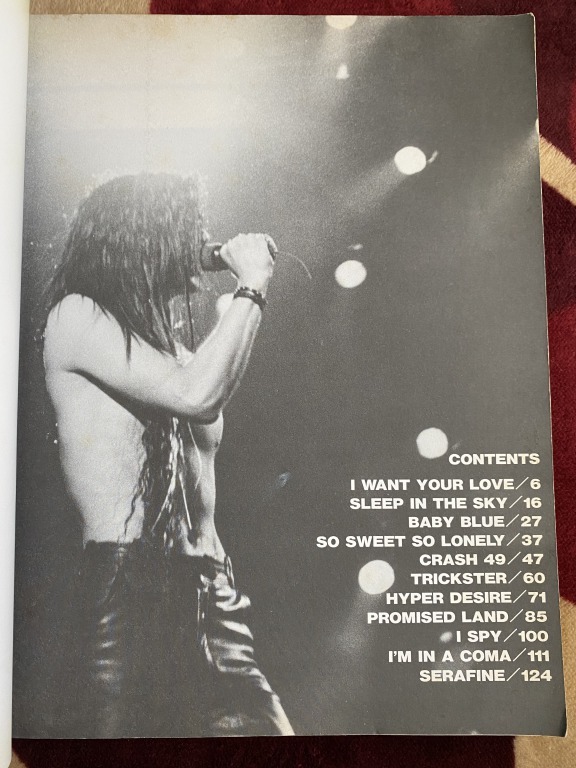 CONTENTS
I WANT YOUR LOVE/6
SLEEP IN THE SKY/16
BABY BLUE/27
SO SWEET SO LONELY/37
CRASH 49/47
TRICKSTER/60
HYPER DESIRE/71
PROMISED LAND/85
I SPY/100
I'M IN A COMA/111
SERAFINE/124